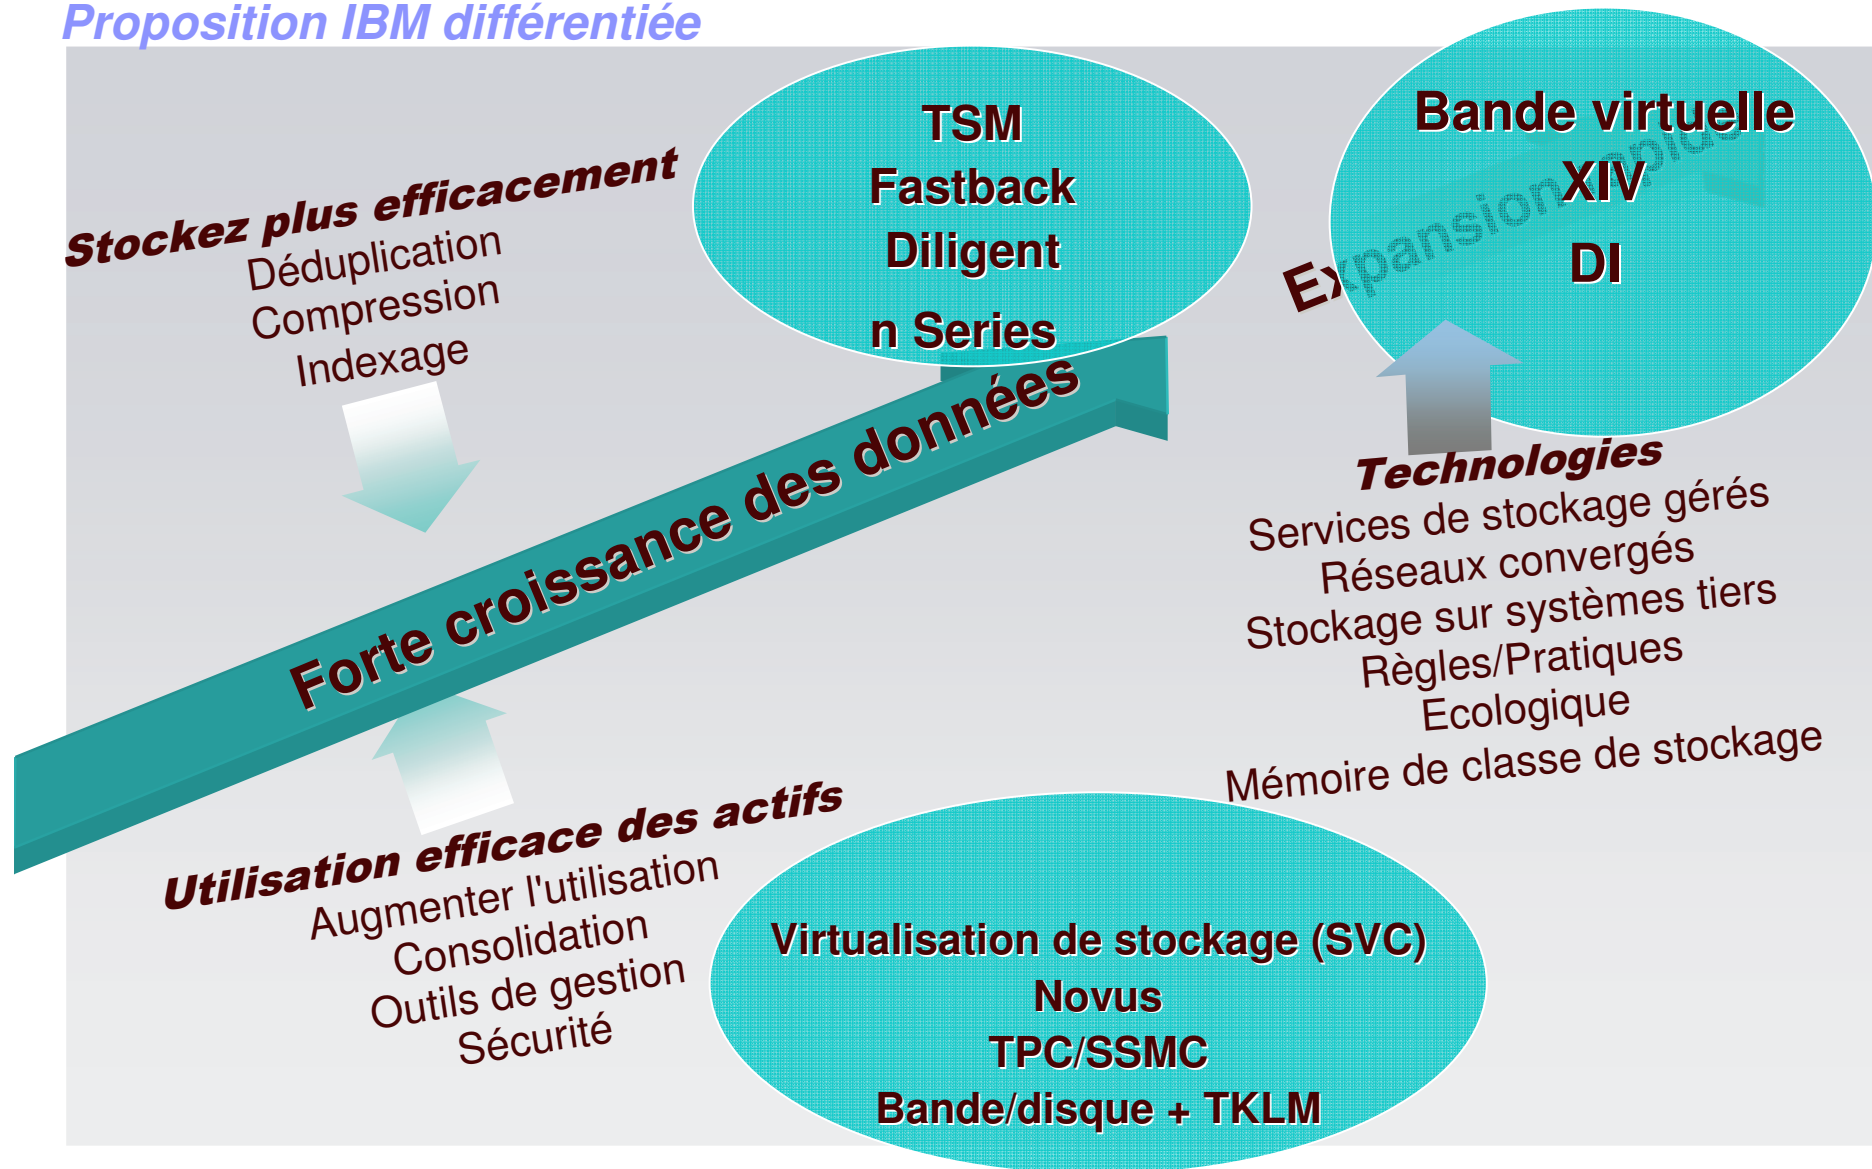 Proposition IBM différentiée
TSM
Fastback
Diligent
n Series
Bande virtuelle
XIV
DI
Expansion rapide
Stockez plus efficacement
Déduplication
Compression
Indexage
Forte croissance des données
Technologies
Services de stockage gérés
Réseaux convergés
Stockage sur systèmes tiers
Règles/Pratiques
Ecologique
Mémoire de classe de stockage
Utilisation efficace des actifs
Augmenter l'utilisation
Consolidation
Outils de gestion
Sécurité
Virtualisation de stockage (SVC)
Novus
TPC/SSMC
Bande/disque + TKLM